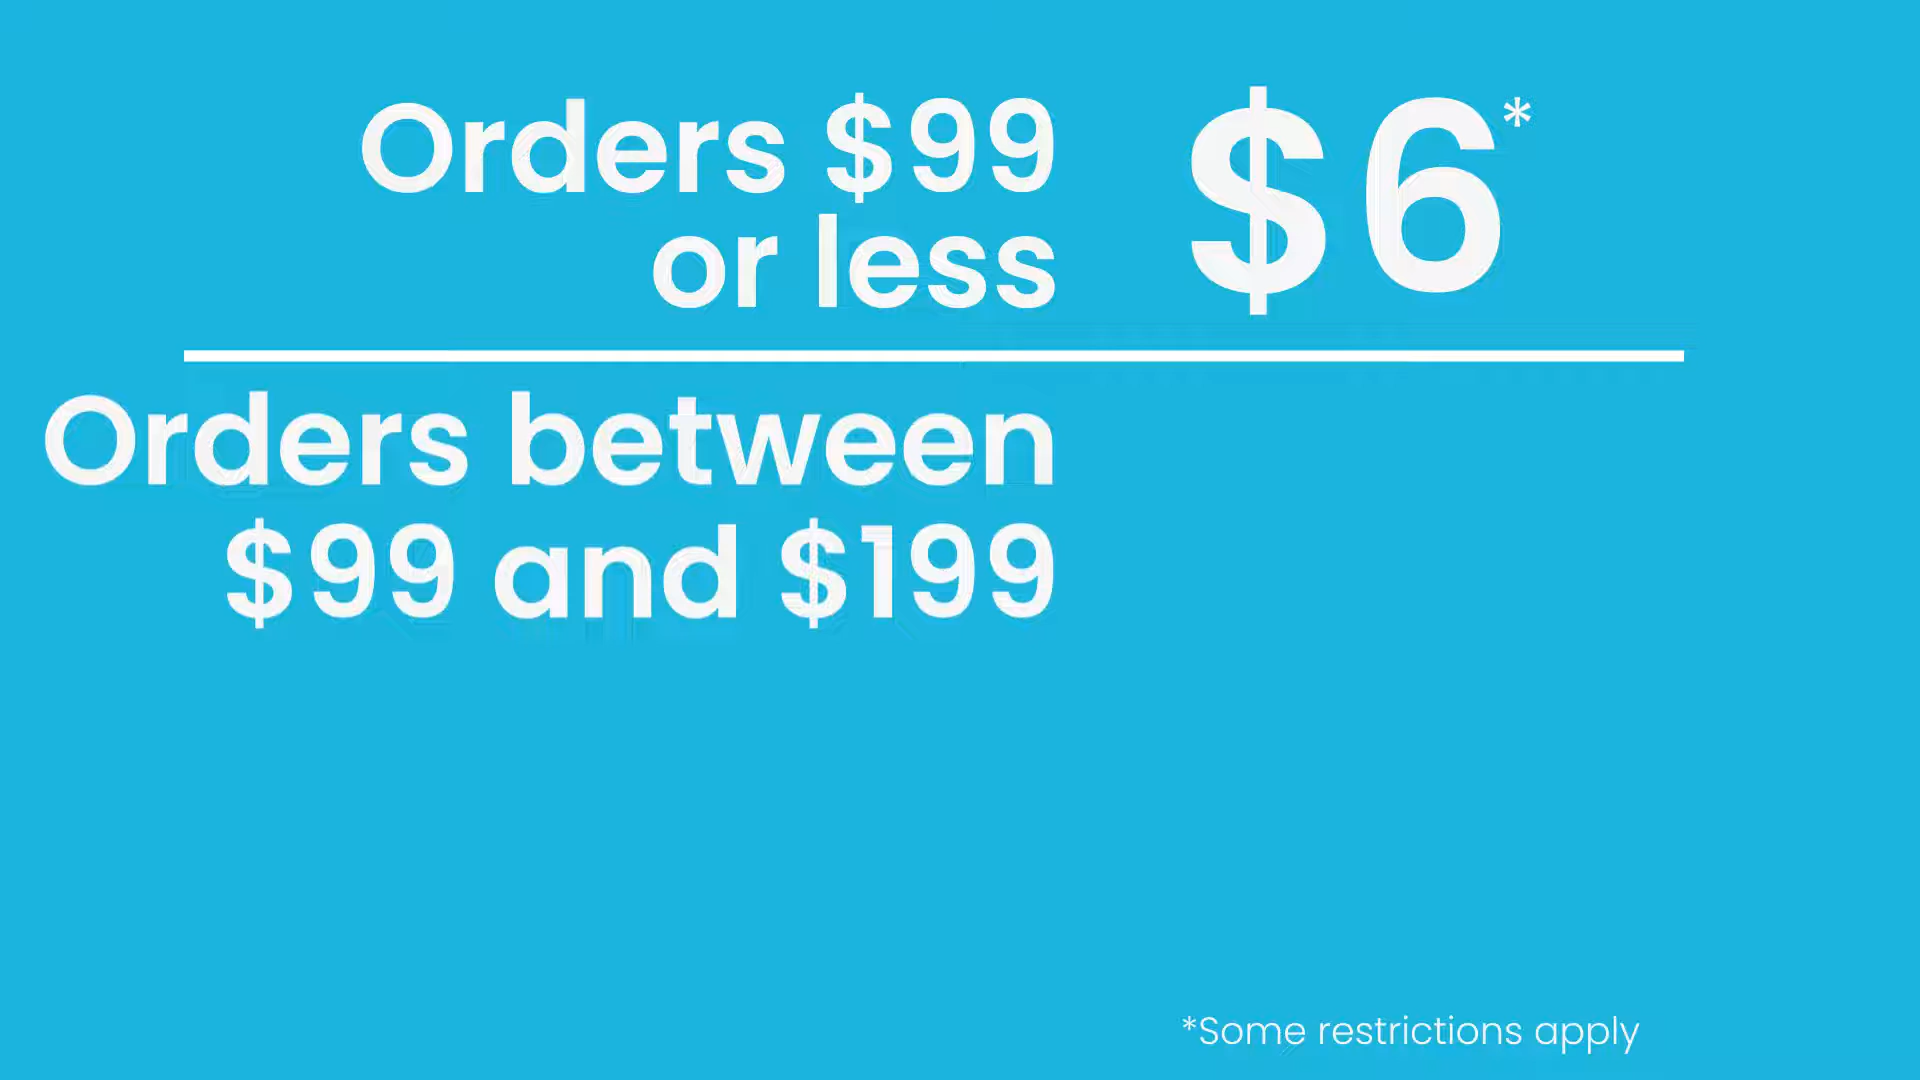 Orders $99
or less
$6*
Orders between
$99 and $199
*Some restrictions apply